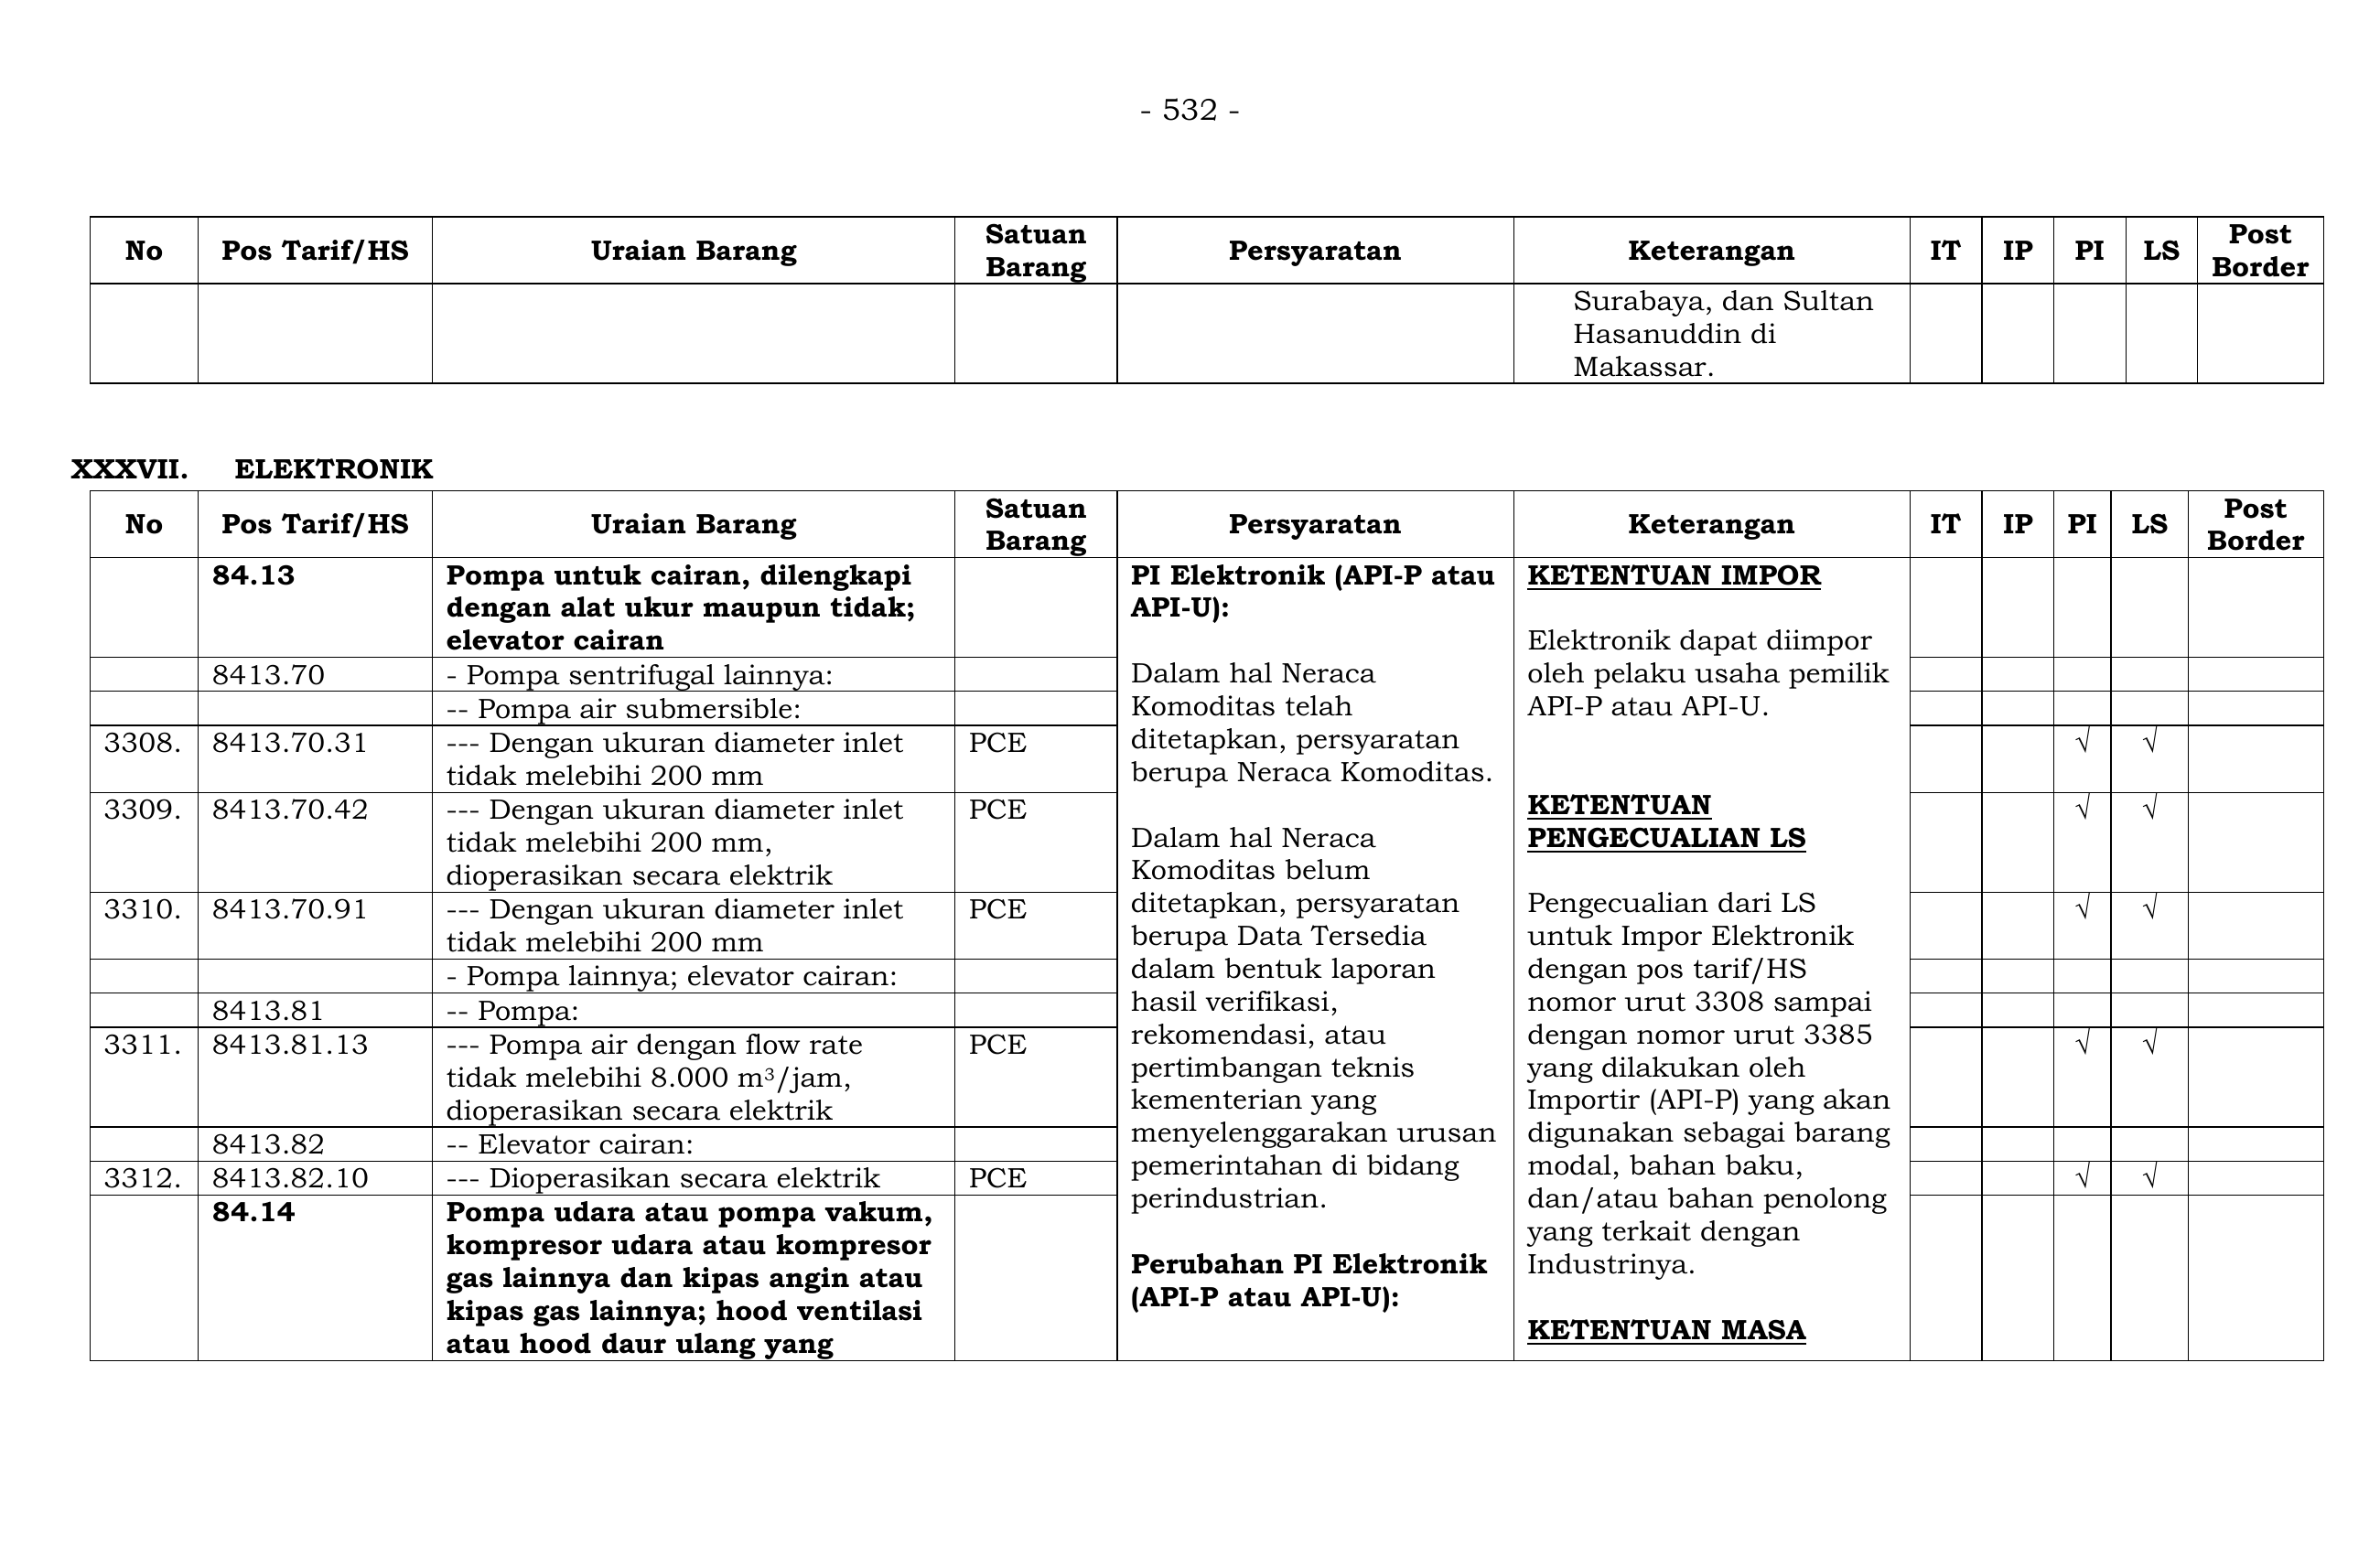 - 532 -
No Pos Tarif/HS Uraian Barang Satuan Barang Persyaratan Keterangan IT IP PI LS Post Border
Surabaya, dan Sultan
Hasanuddin di
Makassar.
XXXVII. ELEKTRONIK
No Pos Tarif/HS Uraian Barang Satuan Barang Persyaratan Keterangan IT IP PI LS Post Border
84.13 Pompa untuk cairan, dilengkapi
dengan alat ukur maupun tidak;
elevator cairan
8413.70 - Pompa sentrifugal lainnya:
-- Pompa air submersible:
3308. 8413.70.31 --- Dengan ukuran diameter inlet PCE √ √
tidak melebihi 200 mm
3309. 8413.70.42 --- Dengan ukuran diameter inlet PCE √ √
tidak melebihi 200 mm,
dioperasikan secara elektrik
3310. 8413.70.91 --- Dengan ukuran diameter inlet PCE √ √
tidak melebihi 200 mm
- Pompa lainnya; elevator cairan:
8413.81 -- Pompa:
3311. 8413.81.13 --- Pompa air dengan flow rate PCE √ √
tidak melebihi 8.000 m³/jam,
dioperasikan secara elektrik
8413.82 -- Elevator cairan:
3312. 8413.82.10 --- Dioperasikan secara elektrik PCE √ √
84.14 Pompa udara atau pompa vakum,
kompresor udara atau kompresor
gas lainnya dan kipas angin atau
kipas gas lainnya; hood ventilasi
atau hood daur ulang yang
PI Elektronik (API-P atau
API-U):
Dalam hal Neraca
Komoditas telah
ditetapkan, persyaratan
berupa Neraca Komoditas.
Dalam hal Neraca
Komoditas belum
ditetapkan, persyaratan
berupa Data Tersedia
dalam bentuk laporan
hasil verifikasi,
rekomendasi, atau
pertimbangan teknis
kementerian yang
menyelenggarakan urusan
pemerintahan di bidang
perindustrian.
Perubahan PI Elektronik
(API-P atau API-U):
KETENTUAN IMPOR
Elektronik dapat diimpor
oleh pelaku usaha pemilik
API-P atau API-U.
KETENTUAN
PENGECUALIAN LS
Pengecualian dari LS
untuk Impor Elektronik
dengan pos tarif/HS
nomor urut 3308 sampai
dengan nomor urut 3385
yang dilakukan oleh
Importir (API-P) yang akan
digunakan sebagai barang
modal, bahan baku,
dan/atau bahan penolong
yang terkait dengan
Industrinya.
KETENTUAN MASA